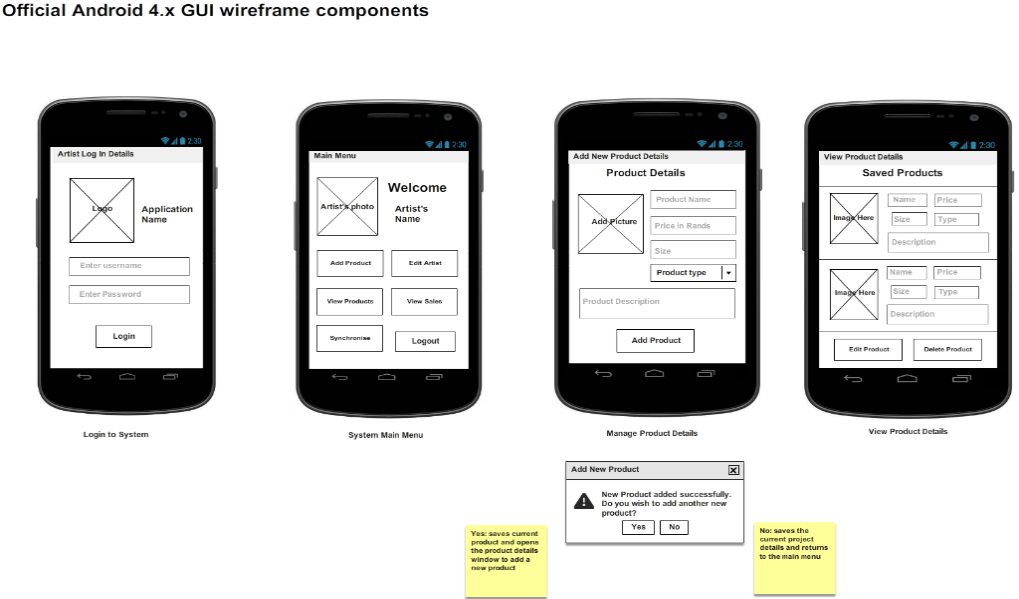 Official Android 4.x GUI wireframe components
2:30
Artist Log In Details
Logo
Application
Name
Enter username
Enter Password
Login
Login to System
2:30
Main Menu
Artist's photo
Welcome
Artist's
Name
Add Product
Edit Artist
View Products
View Sales
Synchronise
Logout
System Main Menu
2:30
Add New Product Details
Product Details
Add Picture
Product Name
Price in Rands
Size
Product type
Product Description
Add Product
Manage Product Details
2:30
View Product Details
Saved Products
Image Here
Name
Price
Size
Type
Description
Image Here
Name
Price
Size
Type
Description
Edit Product
Delete Product
View Product Details
Add New Product
New Product added successfully.
Do you wish to add another new
product?
Yes
No
Yes: saves current
product and opens
the product details
window to add a
new product
No: saves the
current project
details and returns
to the main menu